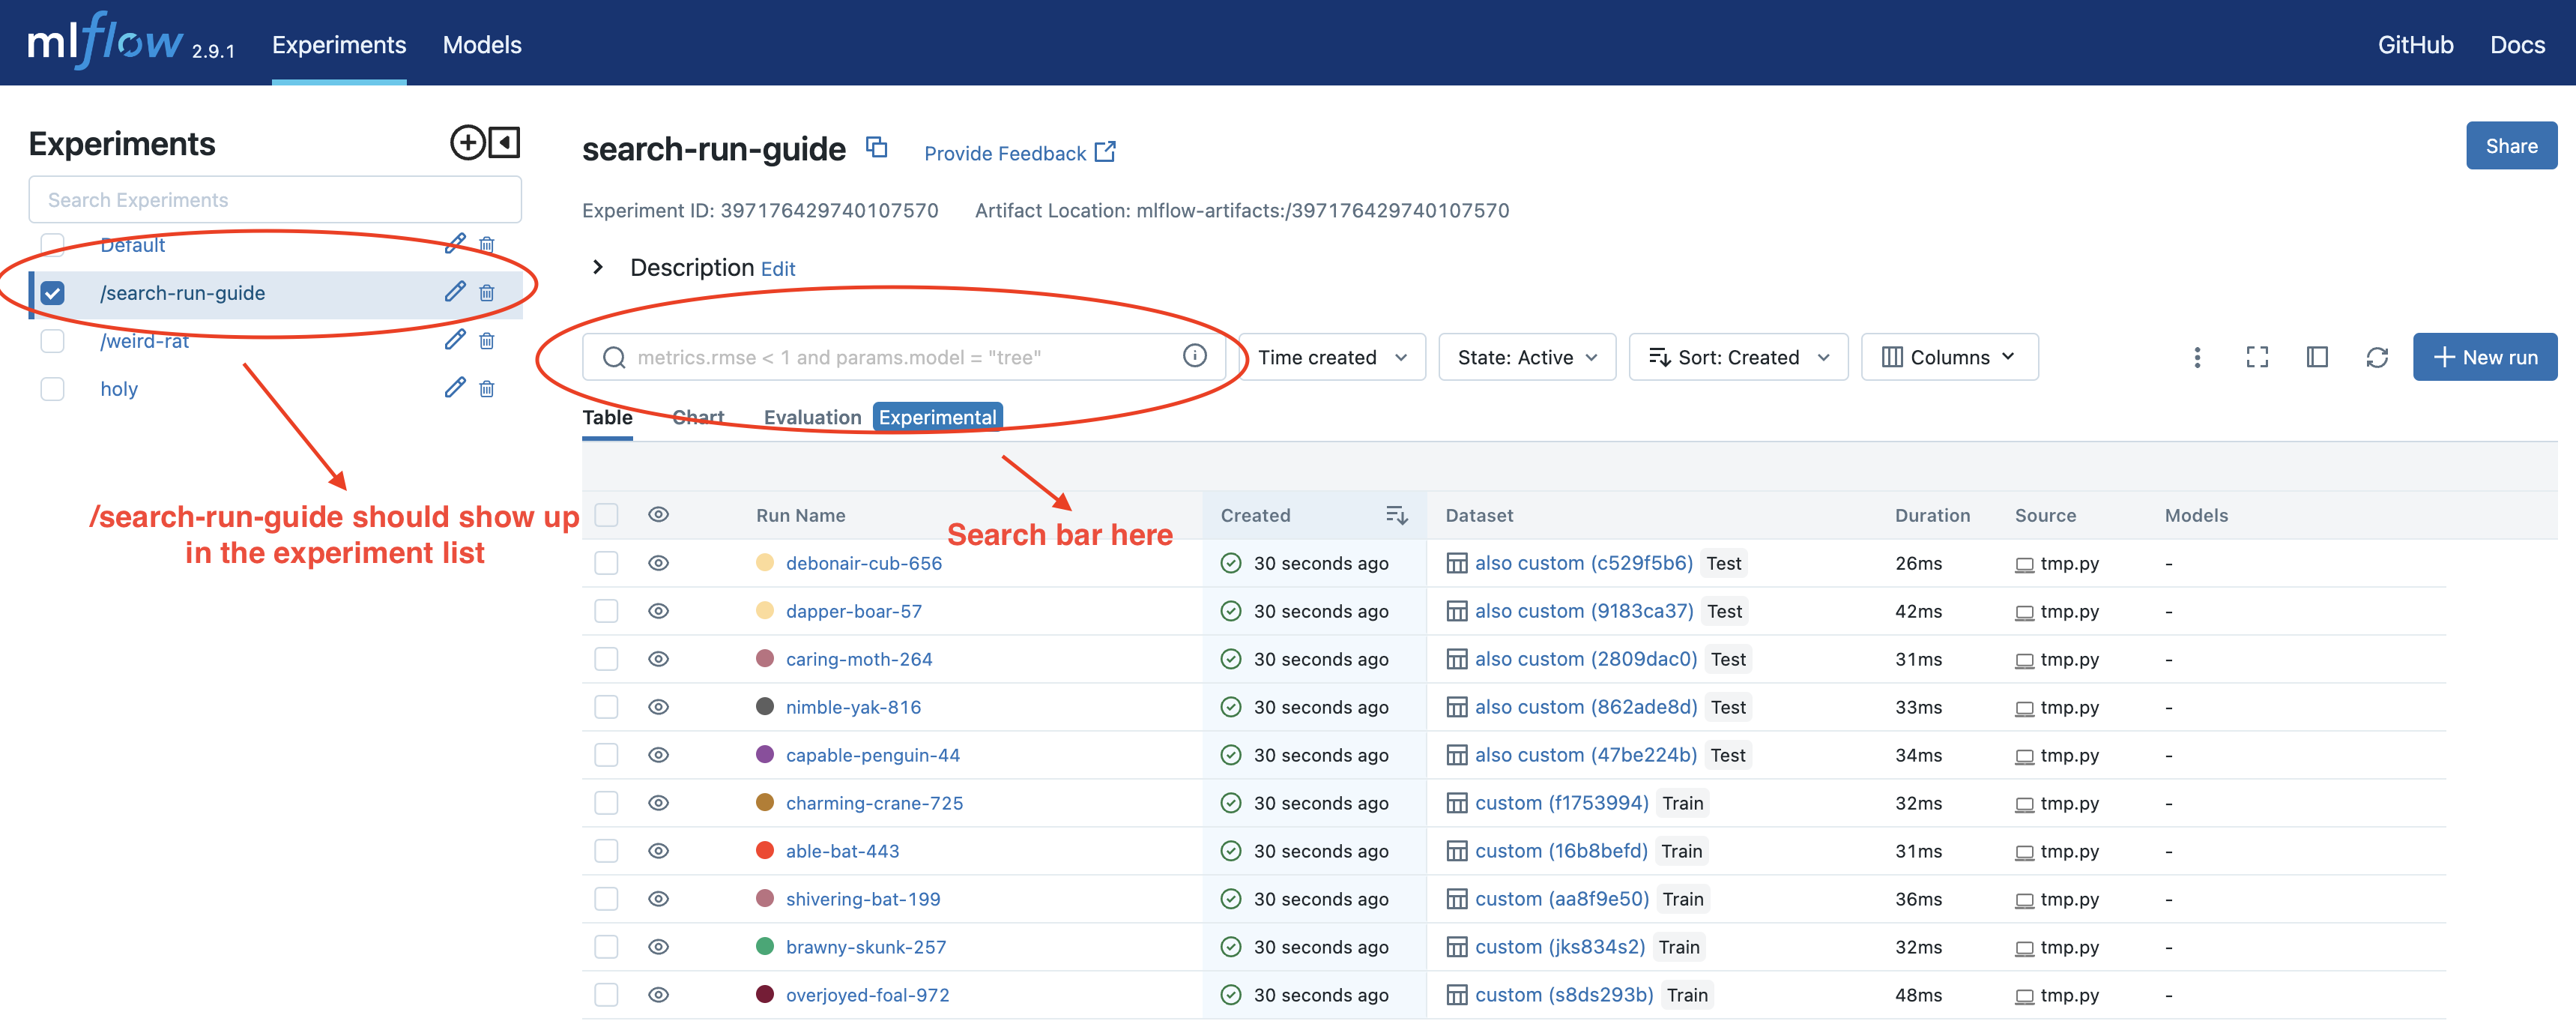 mlflow 2.9.1 Experiments Models GitHub Docs
Experiments
Search Experiments
Default
/search-run-guide
/weird-rat
holy
/search-run-guide should show up
in the experiment list
search-run-guide Provide Feedback Share
Experiment ID: 397176429740107570 Artifact Location: mlflow-artifacts:/397176429740107570
Description Edit
metrics.rmse < 1 and params.model = "tree" Time created State: Active Sort: Created Columns New run
Table Chart Evaluation Experimental
Search bar here
Run Name Created Dataset Duration Source Models
debonair-cub-656 30 seconds ago also custom (c529f5b6) Test 26ms tmp.py -
dapper-boar-57 30 seconds ago also custom (9183ca37) Test 42ms tmp.py -
caring-moth-264 30 seconds ago also custom (2809dac0) Test 31ms tmp.py -
nimble-yak-816 30 seconds ago also custom (862ade8d) Test 33ms tmp.py -
capable-penguin-44 30 seconds ago also custom (47be224b) Test 34ms tmp.py -
charming-crane-725 30 seconds ago custom (f1753994) Train 32ms tmp.py -
able-bat-443 30 seconds ago custom (16b8befd) Train 31ms tmp.py -
shivering-bat-199 30 seconds ago custom (aa8f9e50) Train 36ms tmp.py -
brawny-skunk-257 30 seconds ago custom (jks834s2) Train 32ms tmp.py -
overjoyed-foal-972 30 seconds ago custom (s8ds293b) Train 48ms tmp.py -